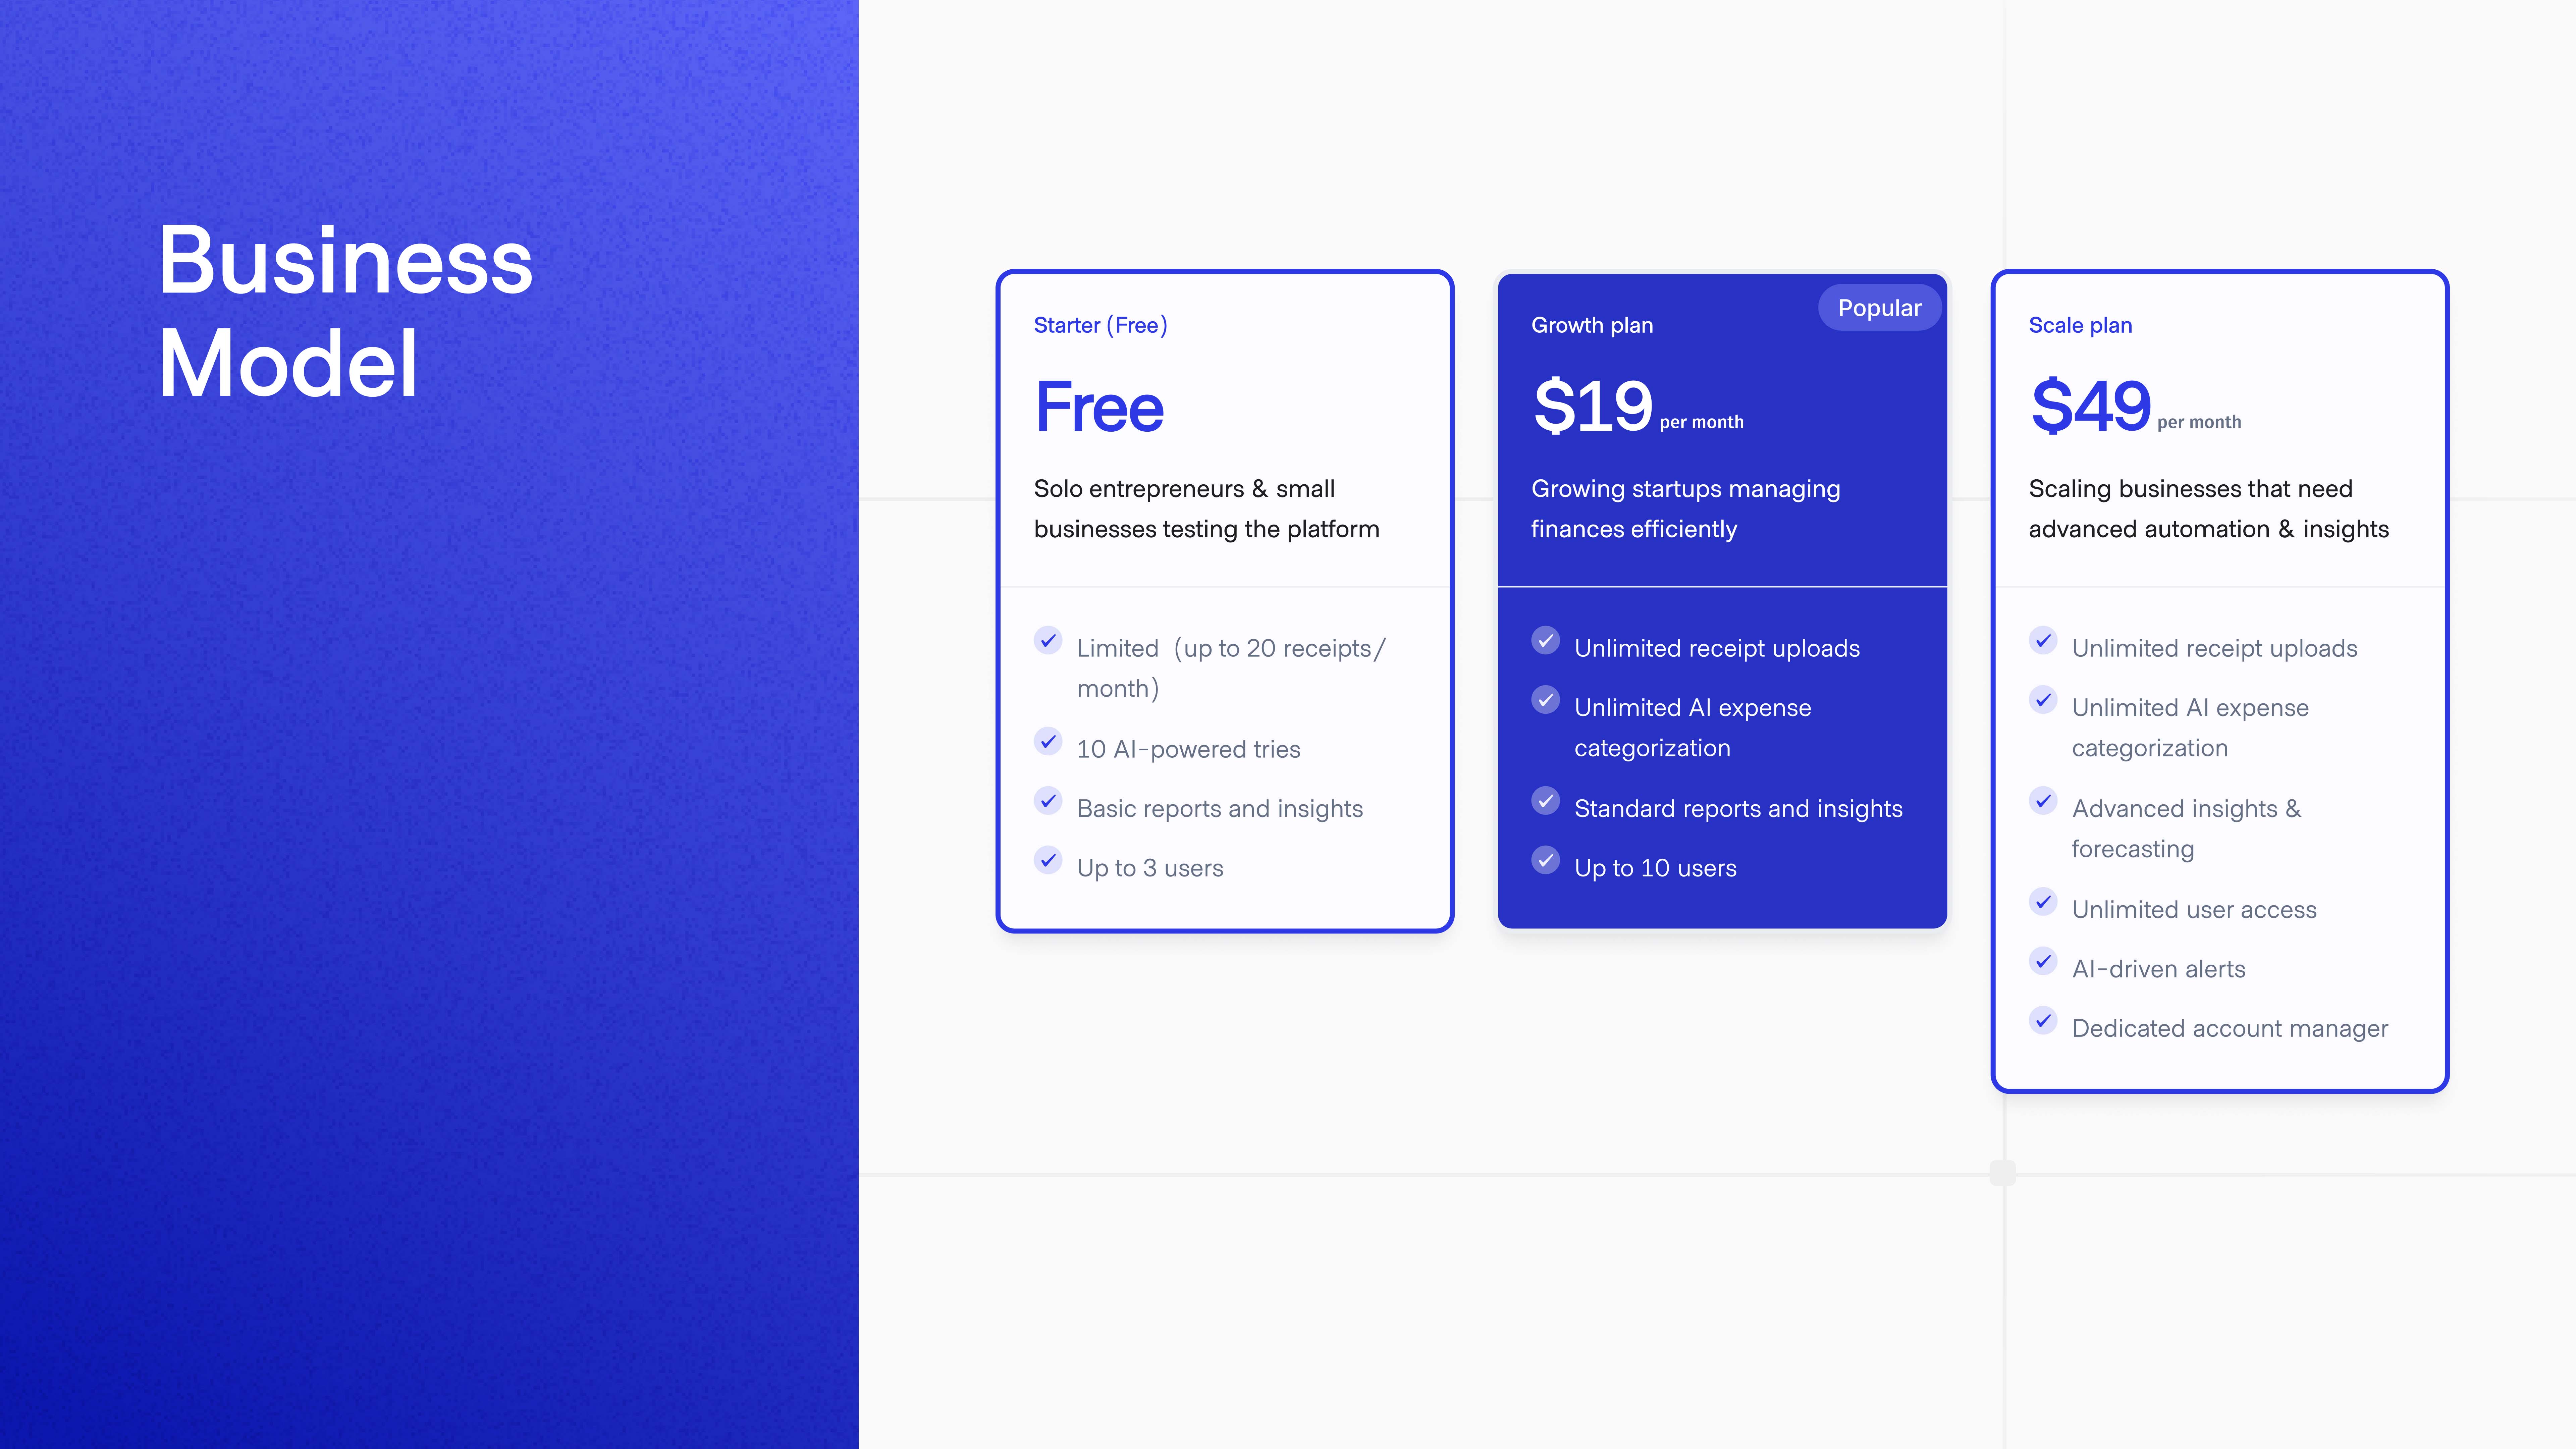 Business
Model
Starter (Free)
Free
Solo entrepreneurs & small
businesses testing the platform
Limited (up to 20 receipts/
month)
10 AI-powered tries
Basic reports and insights
Up to 3 users
Popular
Growth plan
$19 per month
Growing startups managing
finances efficiently
Unlimited receipt uploads
Unlimited AI expense
categorization
Standard reports and insights
Up to 10 users
Scale plan
$49 per month
Scaling businesses that need
advanced automation & insights
Unlimited receipt uploads
Unlimited AI expense
categorization
Advanced insights &
forecasting
Unlimited user access
AI-driven alerts
Dedicated account manager